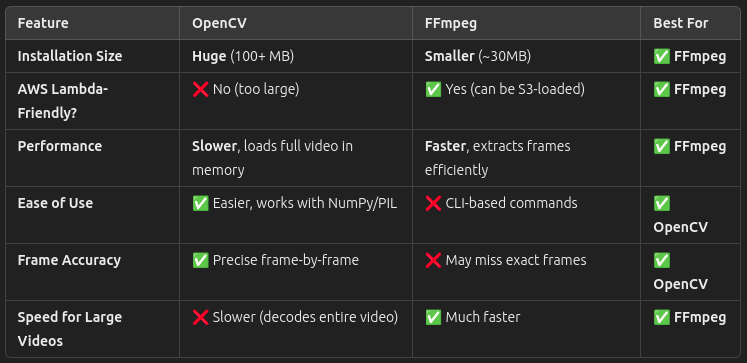 Feature OpenCV FFmpeg Best For
Installation Size Huge (100+ MB) Smaller (~30MB) ✅ FFmpeg
AWS Lambda- ❌ No (too large) ✅ Yes (can be S3-loaded) ✅ FFmpeg
Friendly?
Performance Slower, loads full video in Faster, extracts frames ✅ FFmpeg
memory efficiently
Ease of Use ✅ Easier, works with NumPy/PIL ❌ CLI-based commands ✅
OpenCV
Frame Accuracy ✅ Precise frame-by-frame ❌ May miss exact frames ✅
OpenCV
Speed for Large ❌ Slower (decodes entire video) ✅ Much faster ✅ FFmpeg
Videos